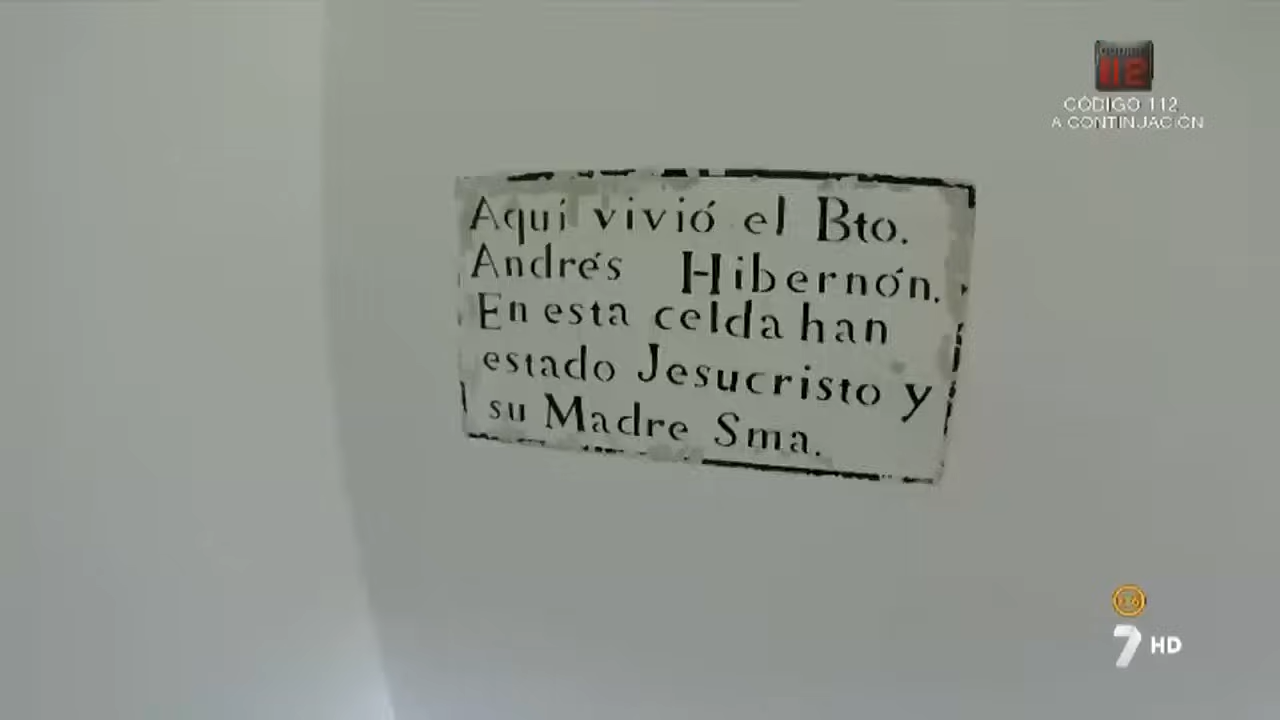 112
CÓDIGO 112
A CONTINUACIÓN
Aquí vivió el Bto.
Andrés Hibernón.
En esta celda han
estado Jesucristo y
su Madre Sma.
7 HD